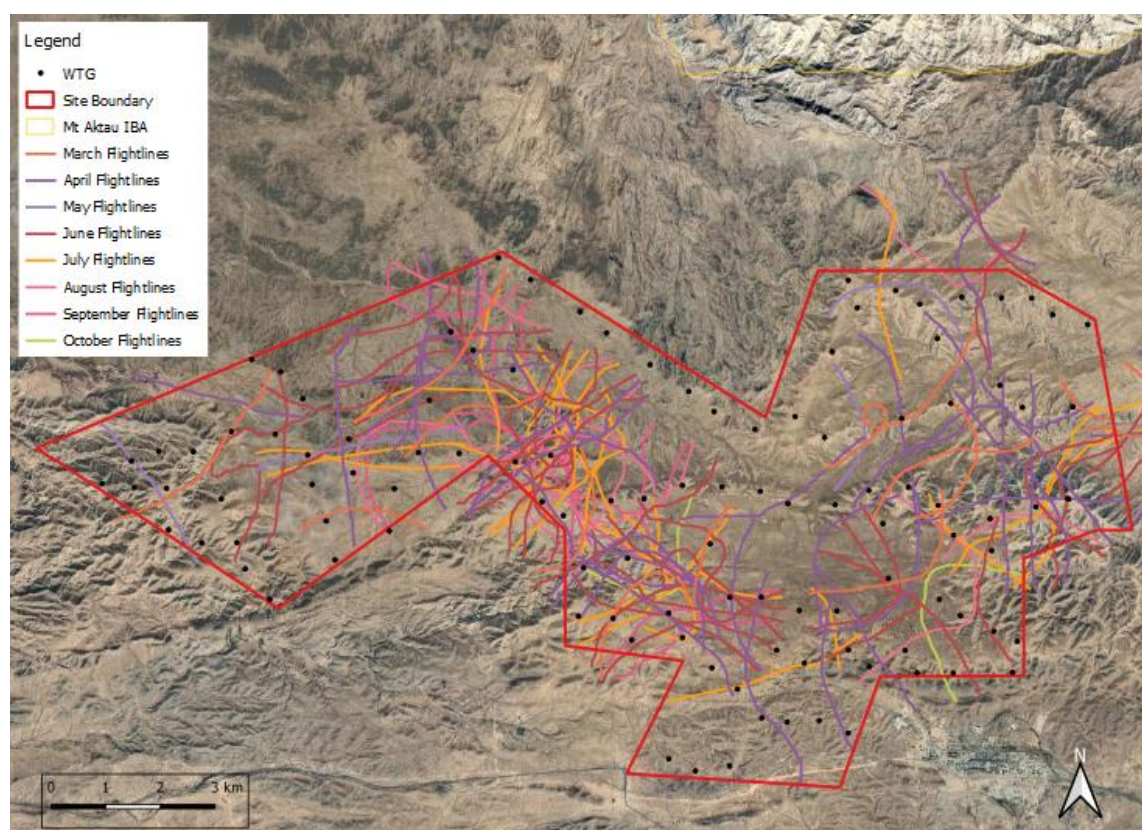 Legend
WTG
Site Boundary
Mt Aktau IBA
March Flightlines
April Flightlines
May Flightlines
June Flightlines
July Flightlines
August Flightlines
September Flightlines
October Flightlines
N
0 1 2 3 km